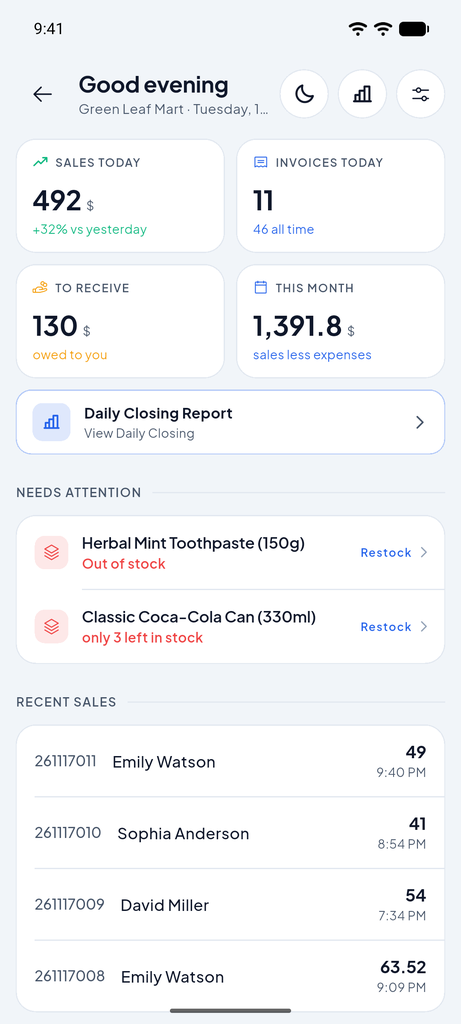 9:41
Good evening
Green Leaf Mart · Tuesday, 1...
SALES TODAY
492 $
+32% vs yesterday
INVOICES TODAY
11
46 all time
TO RECEIVE
130 $
owed to you
THIS MONTH
1,391.8 $
sales less expenses
Daily Closing Report
View Daily Closing
NEEDS ATTENTION
Herbal Mint Toothpaste (150g)
Out of stock
Restock
Classic Coca-Cola Can (330ml)
only 3 left in stock
Restock
RECENT SALES
261117011 Emily Watson 49
9:40 PM
261117010 Sophia Anderson 41
8:54 PM
261117009 David Miller 54
7:34 PM
261117008 Emily Watson 63.52
9:09 PM